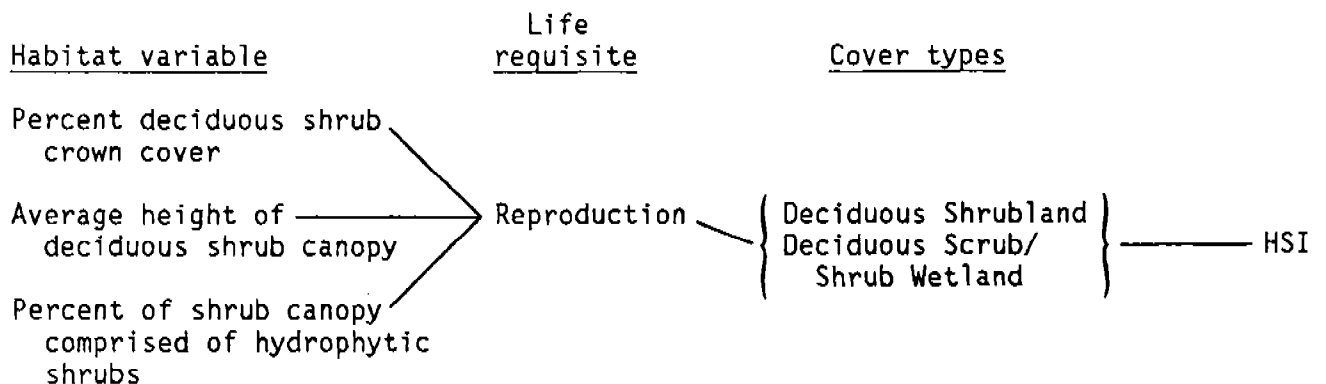 Life
Habitat variable requisite Cover types
Percent deciduous shrub
crown cover
Average height of
deciduous shrub canopy
Percent of shrub canopy
comprised of hydrophytic
shrubs
Reproduction
Deciduous Shrubland
Deciduous Scrub/
Shrub Wetland
HSI